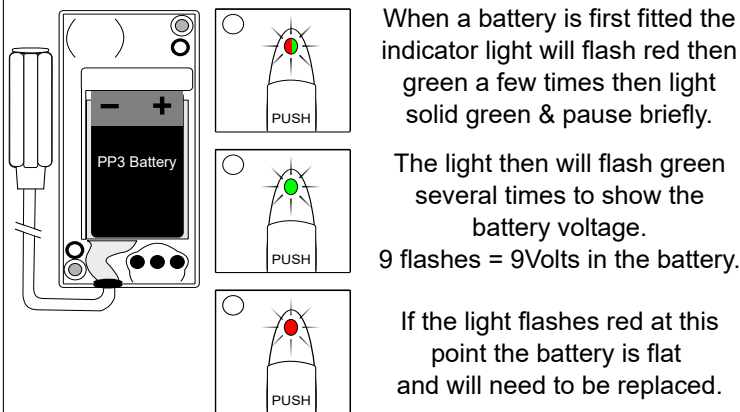 − +
PP3 Battery
PUSH
When a battery is first fitted the
indicator light will flash red then
green a few times then light
solid green & pause briefly.
PUSH
The light then will flash green
several times to show the
battery voltage.
9 flashes = 9Volts in the battery.
PUSH
If the light flashes red at this
point the battery is flat
and will need to be replaced.